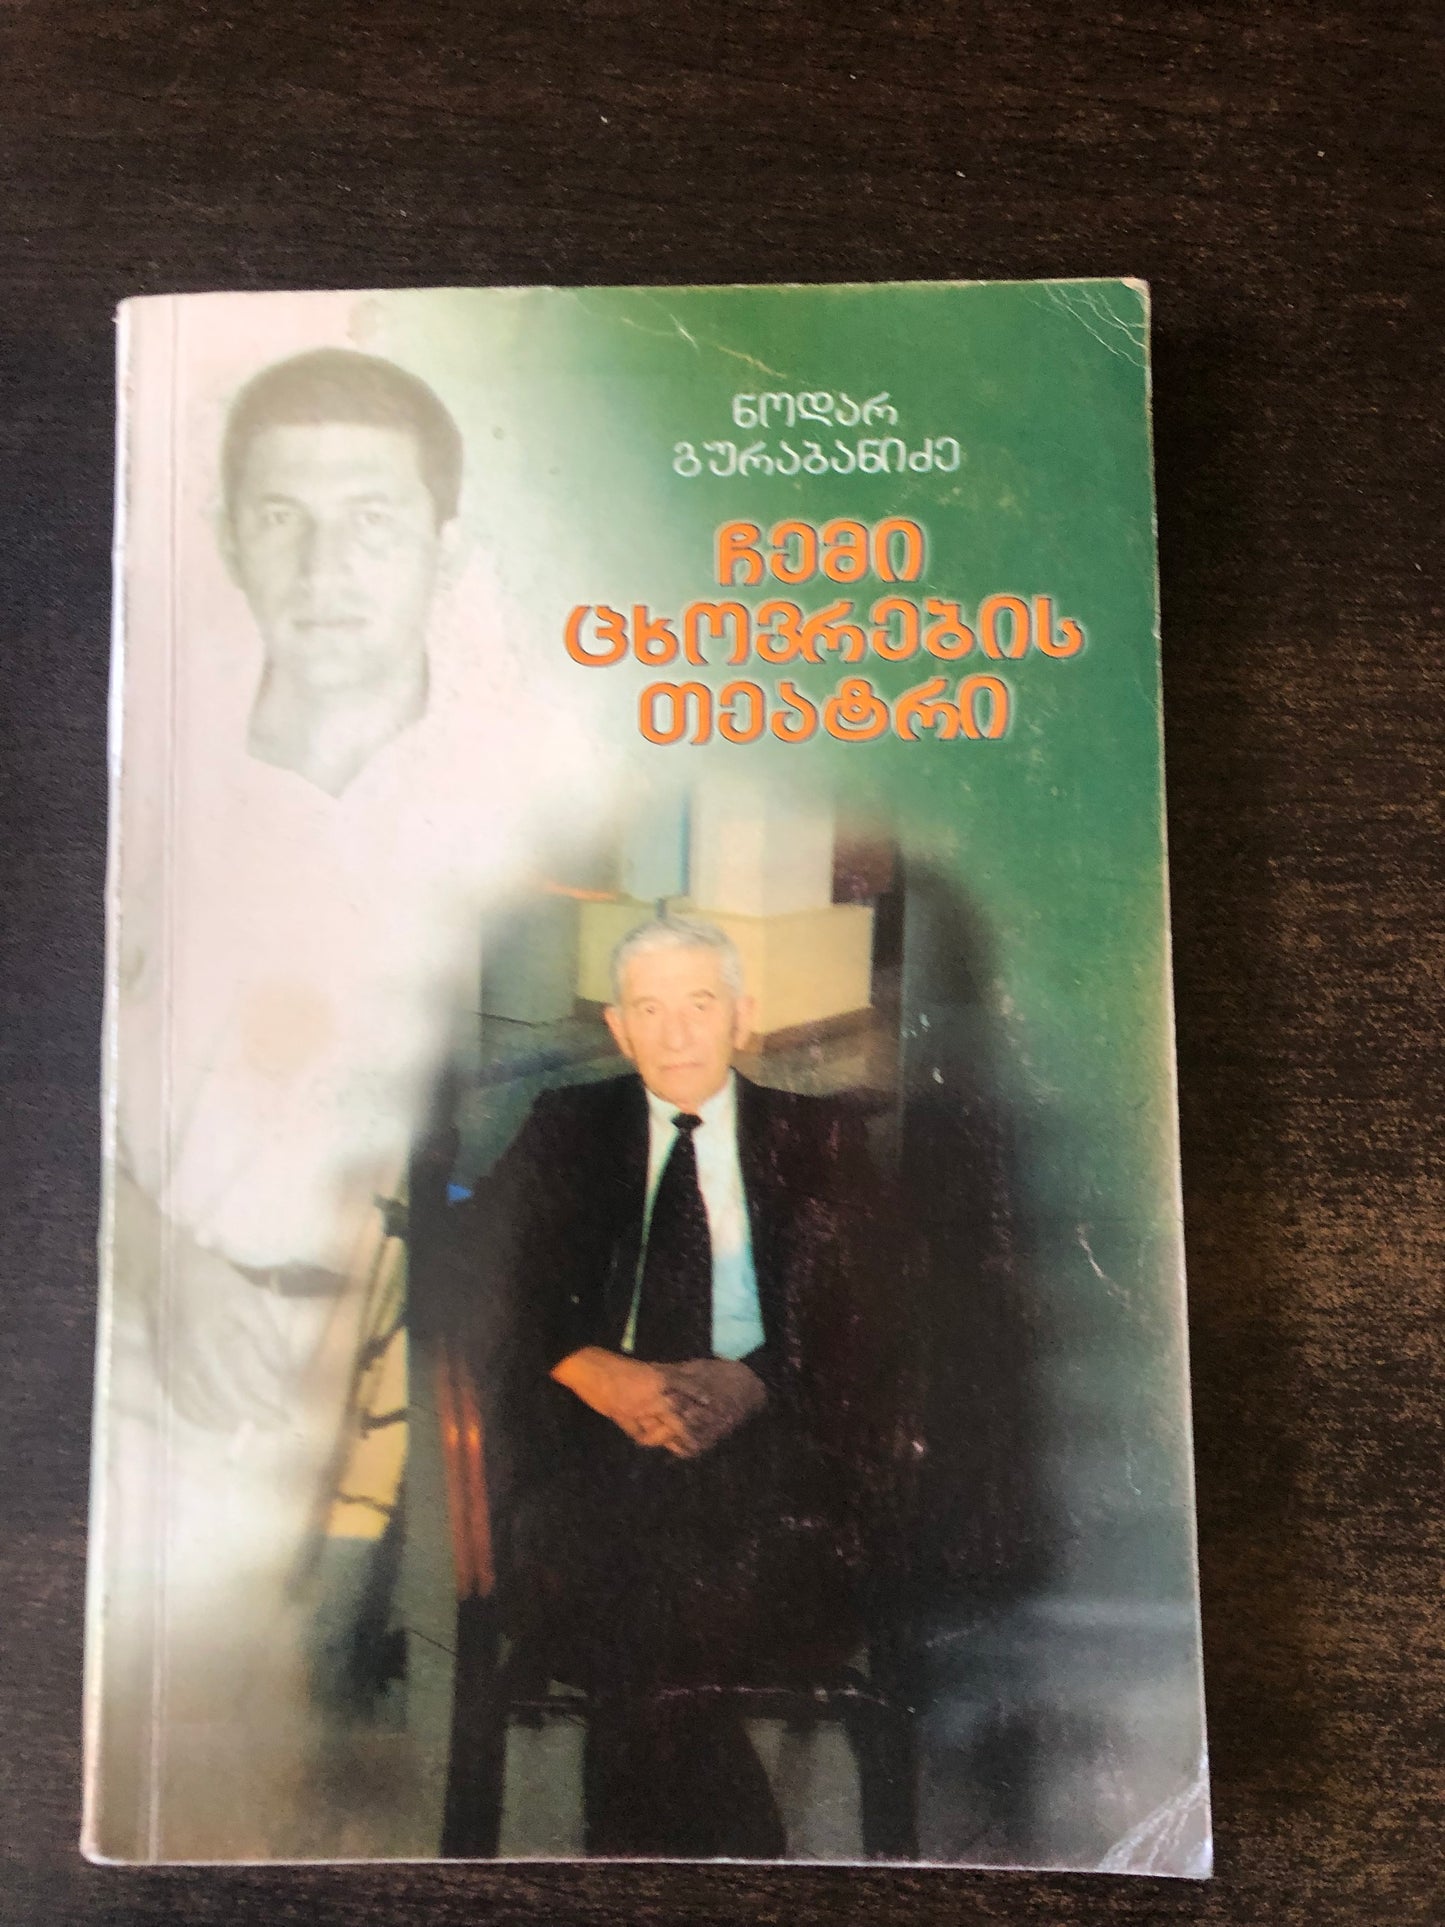 ნოდარ
გურაბანიძე
ჩემი
ცხოვრების
თეატრი